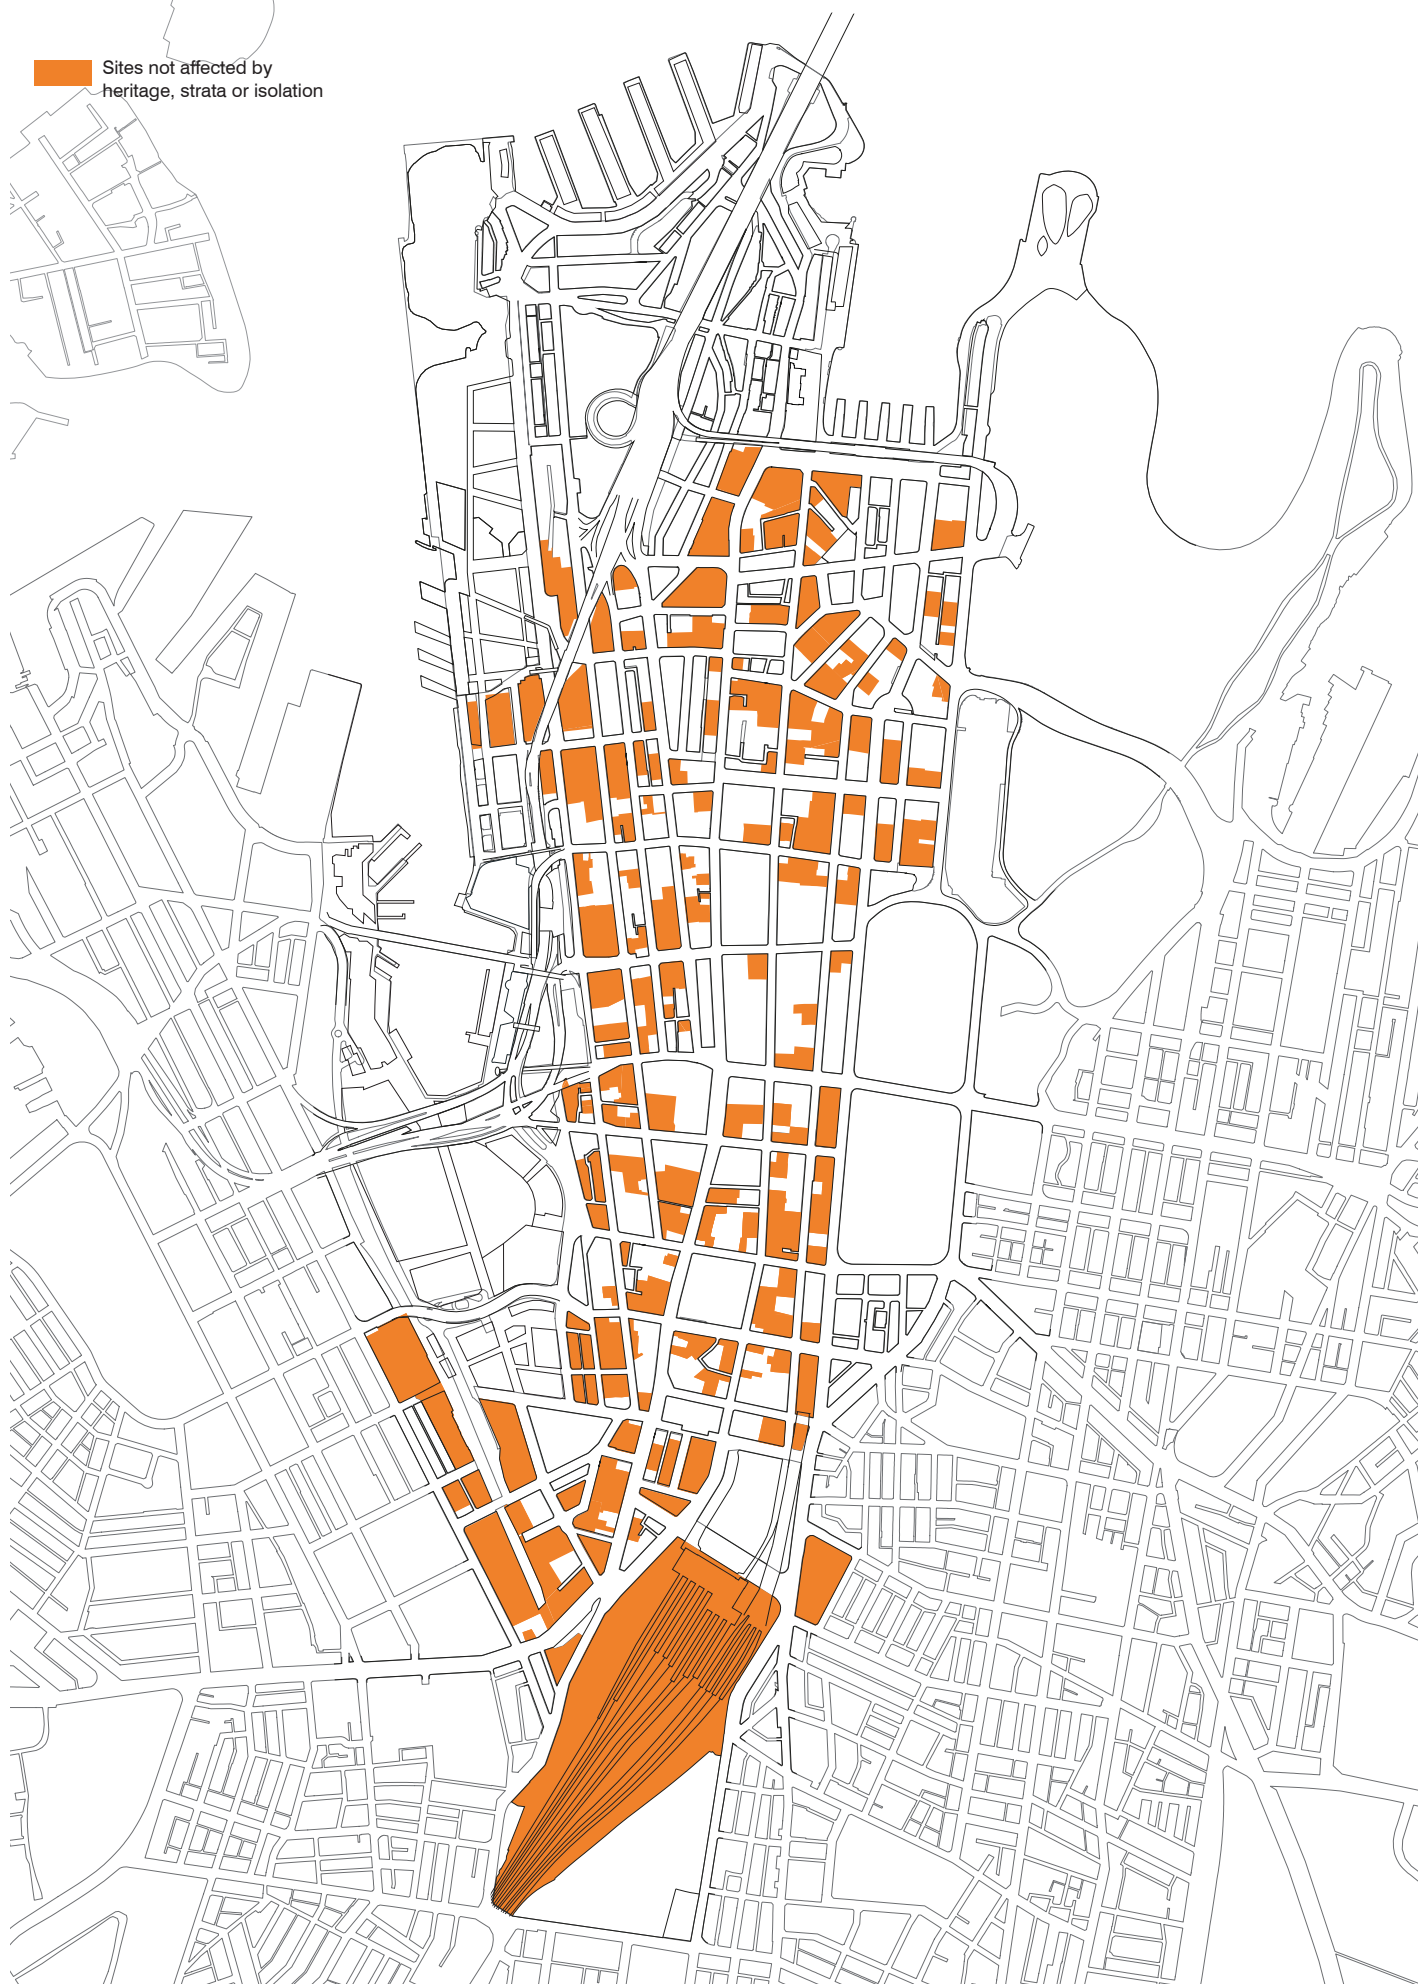 Sites not affected by
heritage, strata or isolation